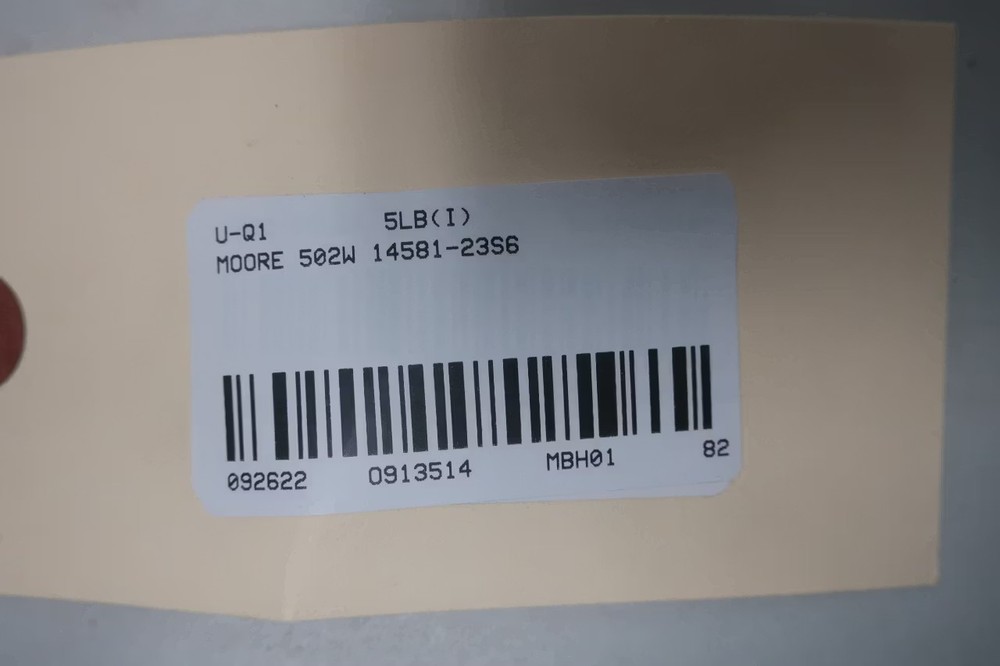 U-Q1 5LB(I)
MOORE 502W 14581-23S6
092622 0913514 MBH01 82